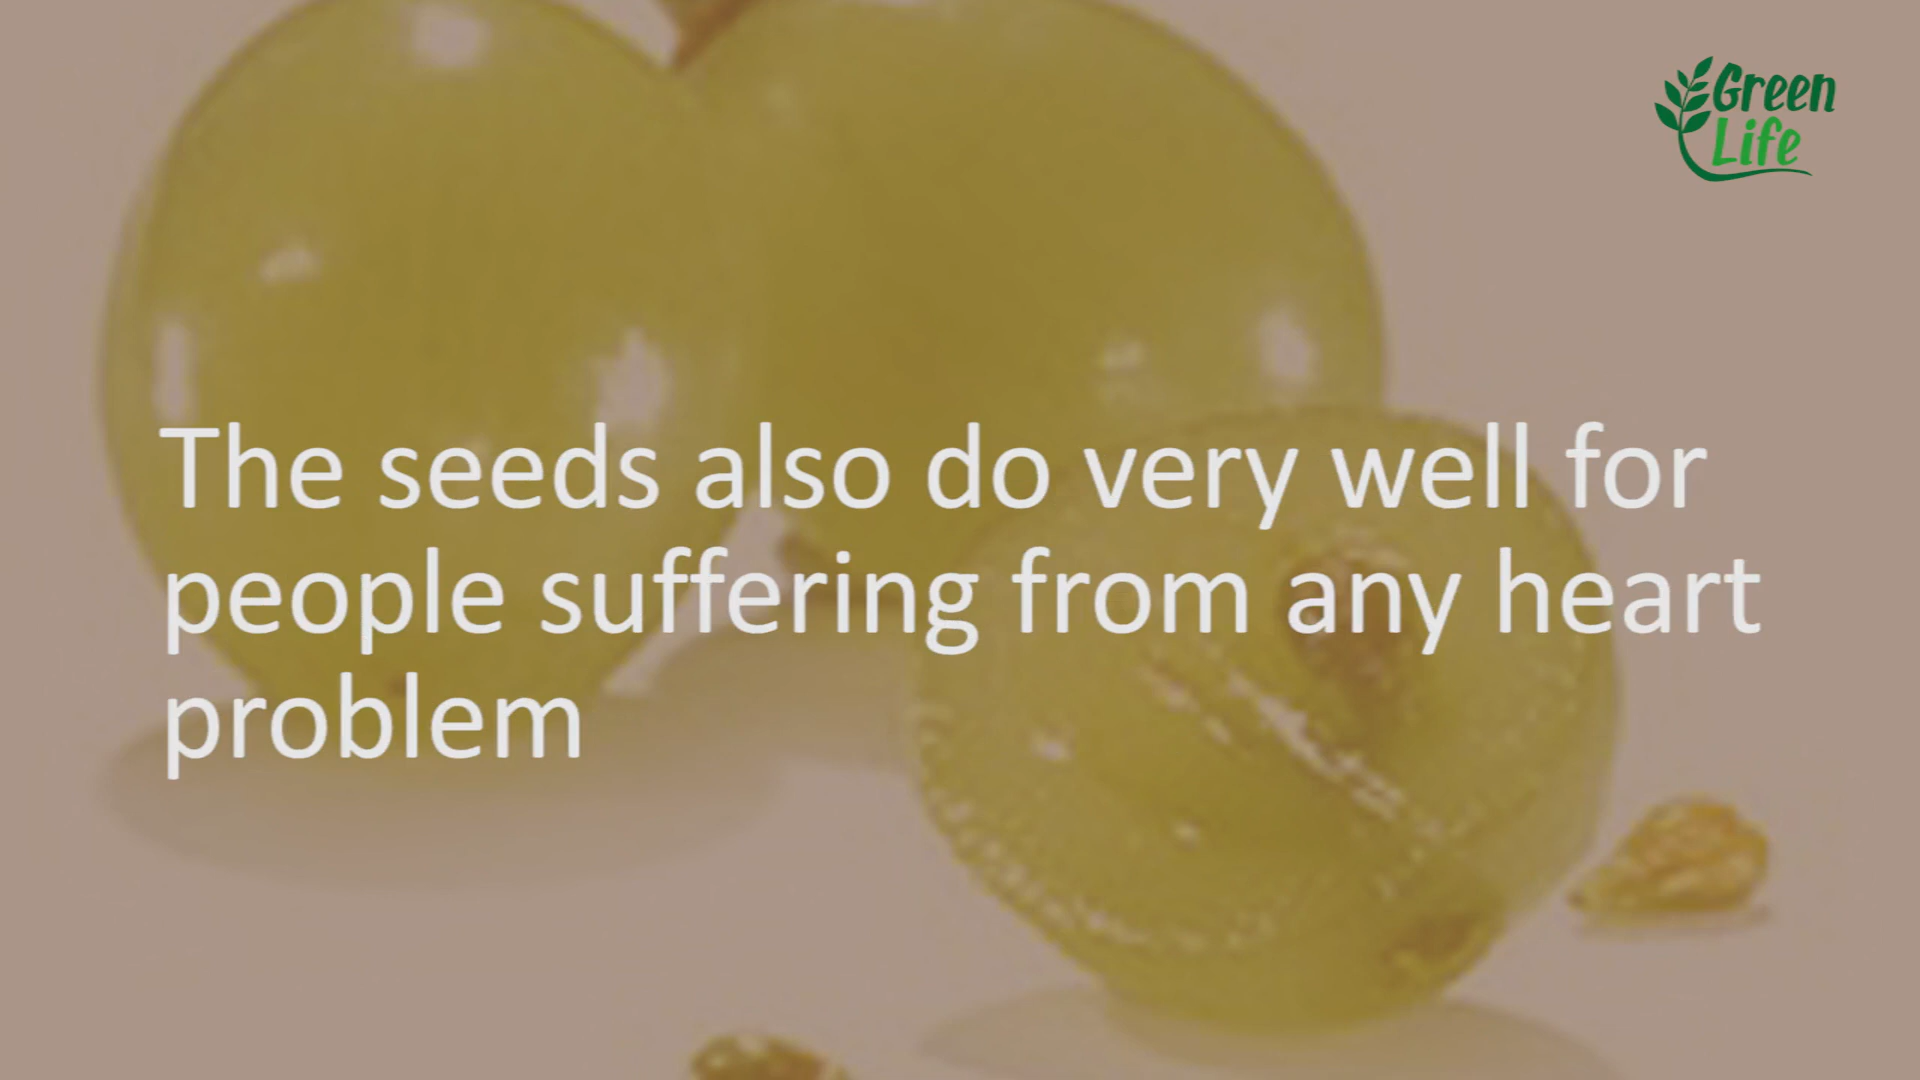 Green
Life
The seeds also do very well for
people suffering from any heart
problem